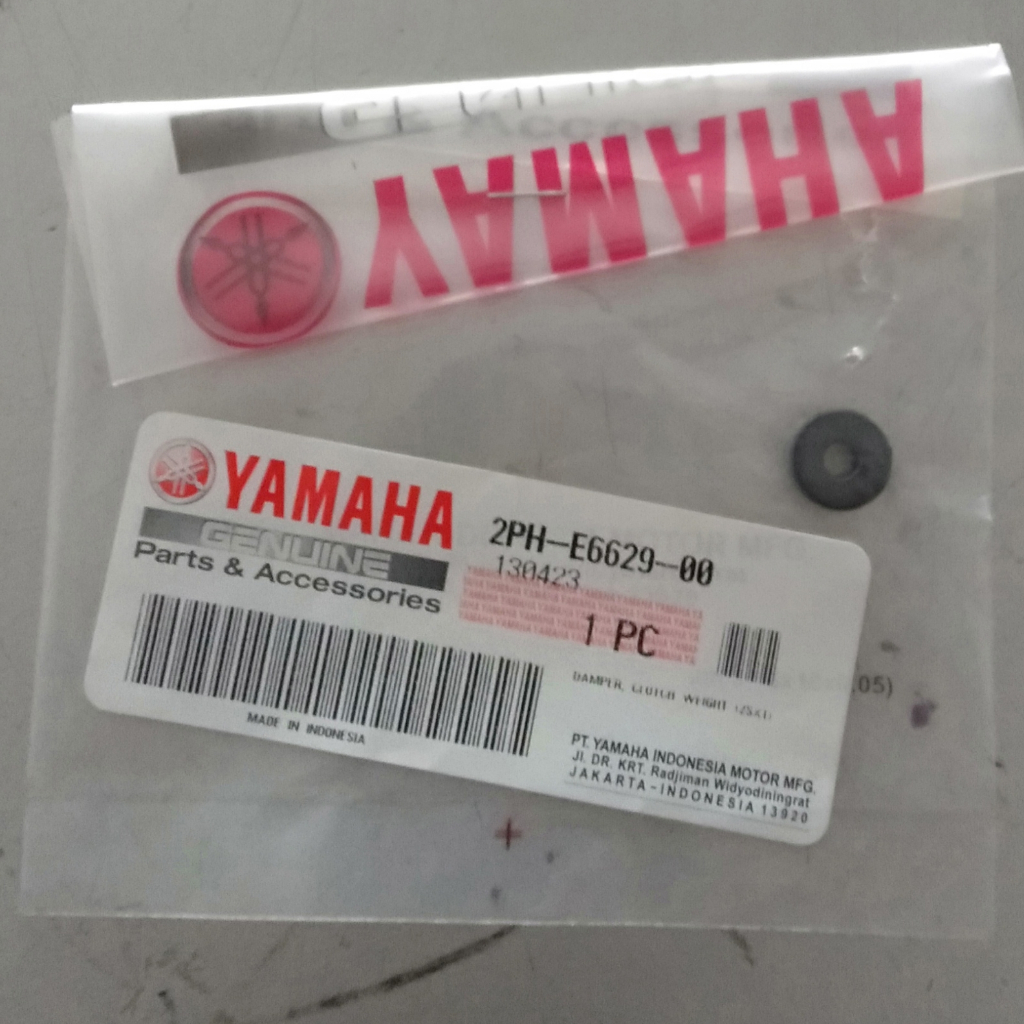 YAMAHA
YAMAHA
GENUINE
Parts & Accessories
2PH-E6629-00
130423
1 PC
DAMPER, CLUTCH WEIGHT
MADE IN INDONESIA
PT. YAMAHA INDONESIA MOTOR MFG.
Jl. DR. KRT. Radjiman Widyodiningrat
JAKARTA-INDONESIA 13920